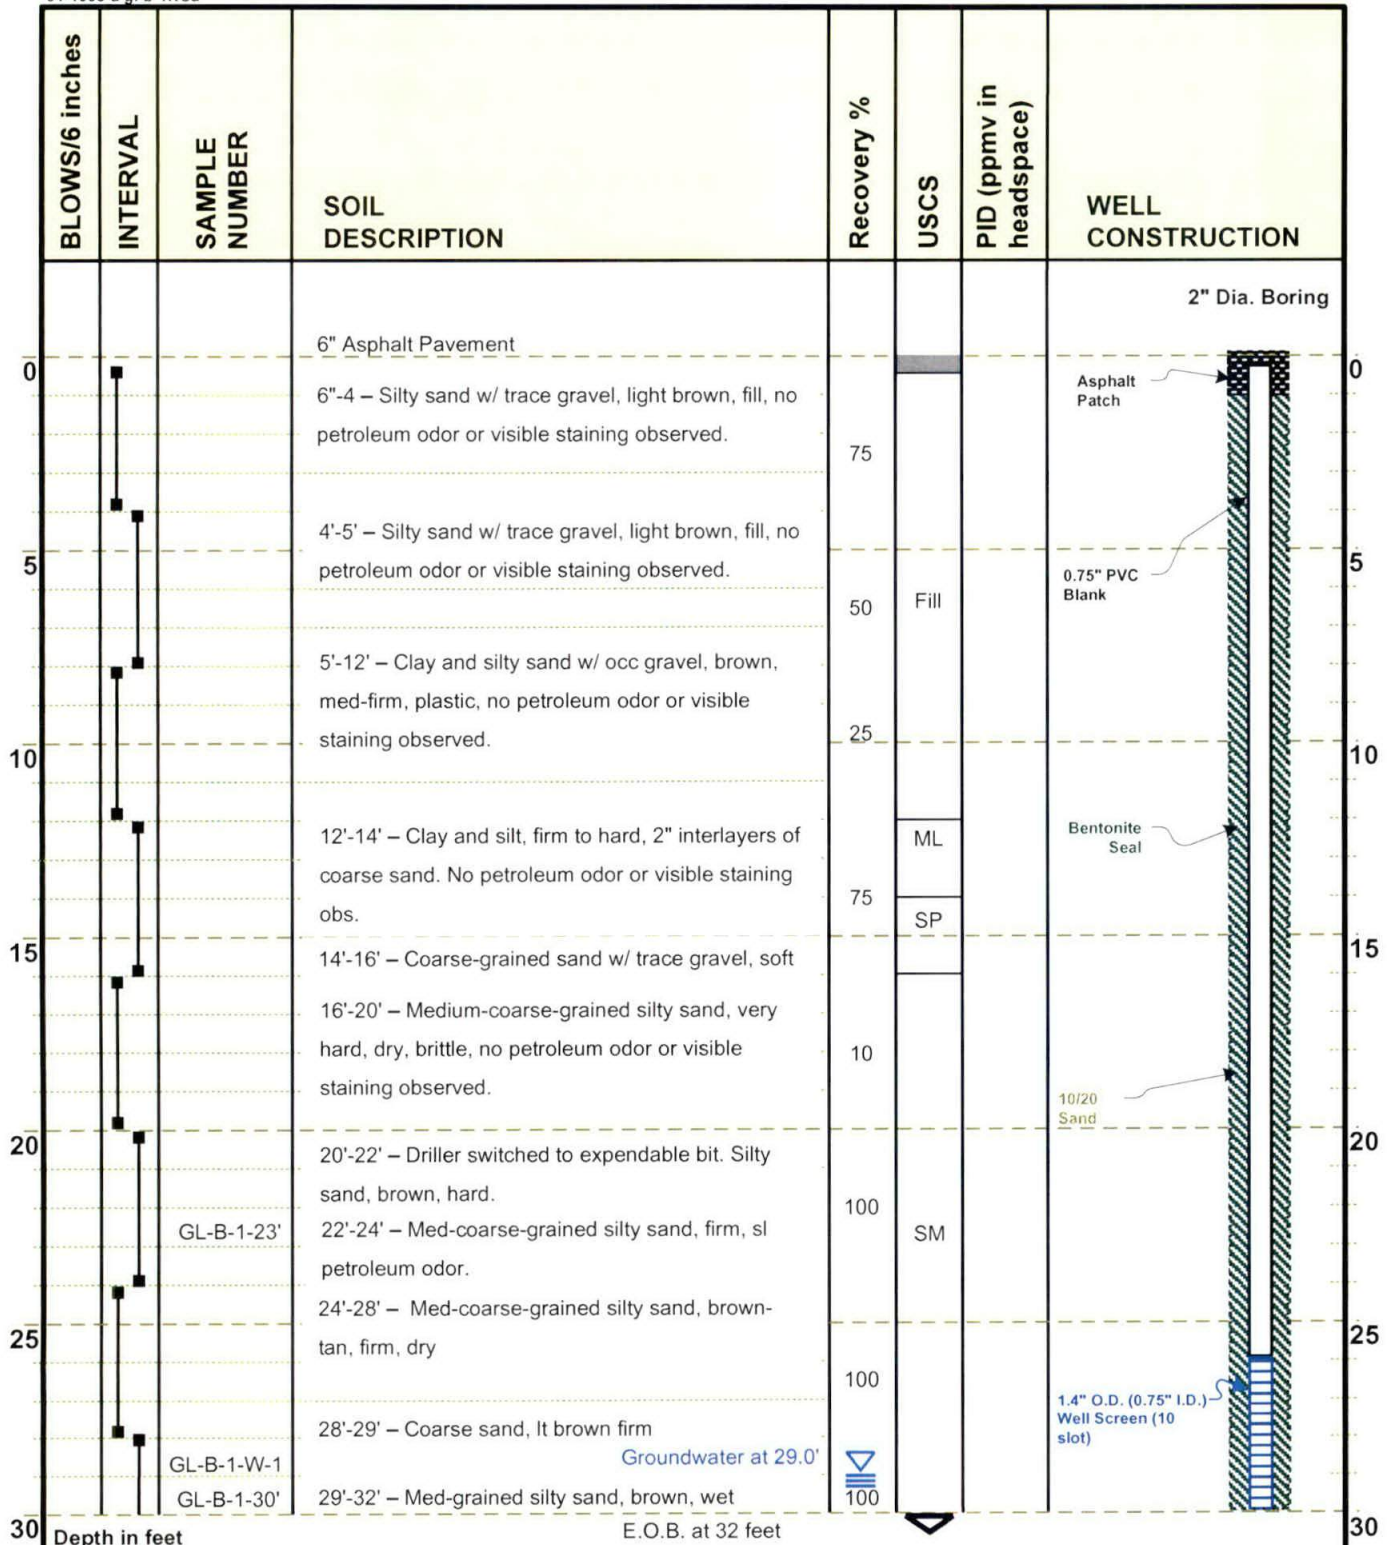 BLOWS/6 inches
INTERVAL
SAMPLE
NUMBER
SOIL
DESCRIPTION
Recovery %
USCS
PID (ppmv in
headspace)
WELL
CONSTRUCTION
2" Dia. Boring
6" Asphalt Pavement
0
0
Asphalt
Patch
6"-4 – Silty sand w/ trace gravel, light brown, fill, no
petroleum odor or visible staining observed.
75
4'-5' – Silty sand w/ trace gravel, light brown, fill, no
petroleum odor or visible staining observed.
5
5
0.75" PVC
Blank
50
Fill
5'-12' – Clay and silty sand w/ occ gravel, brown,
med-firm, plastic, no petroleum odor or visible
staining observed.
25
10
10
12'-14' – Clay and silt, firm to hard, 2" interlayers of
coarse sand. No petroleum odor or visible staining
obs.
ML
Bentonite
Seal
75
SP
15
15
14'-16' – Coarse-grained sand w/ trace gravel, soft
16'-20' – Medium-coarse-grained silty sand, very
hard, dry, brittle, no petroleum odor or visible
staining observed.
10
10/20
Sand
20
20
20'-22' – Driller switched to expendable bit. Silty
sand, brown, hard.
100
GL-B-1-23'
22'-24' – Med-coarse-grained silty sand, firm, sl
petroleum odor.
SM
24'-28' – Med-coarse-grained silty sand, brown-
tan, firm, dry
25
25
100
1.4" O.D. (0.75" I.D.)
Well Screen (10
slot)
28'-29' – Coarse sand, lt brown firm
Groundwater at 29.0'
GL-B-1-W-1
GL-B-1-30'
29'-32' – Med-grained silty sand, brown, wet
100
30
30
Depth in feet
E.O.B. at 32 feet